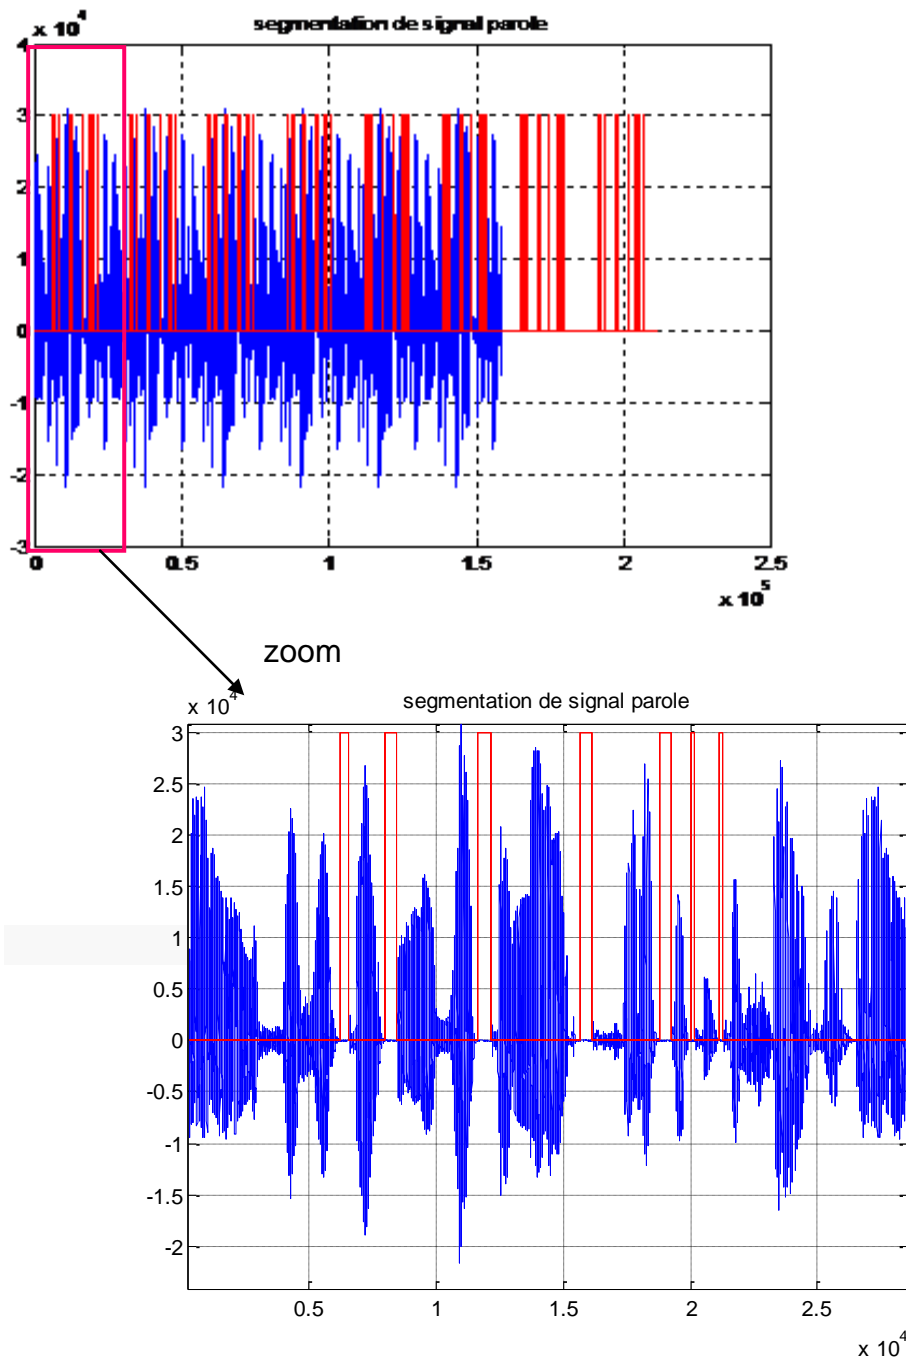 x 10^4
segmentation de signal parole
4
3
2
1
0
-1
-2
-3
0 0.5 1 1.5 2 2.5
x 10^5
zoom
x 10^4
segmentation de signal parole
3
2.5
2
1.5
1
0.5
0
-0.5
-1
-1.5
-2
0.5 1 1.5 2 2.5
x 10^4